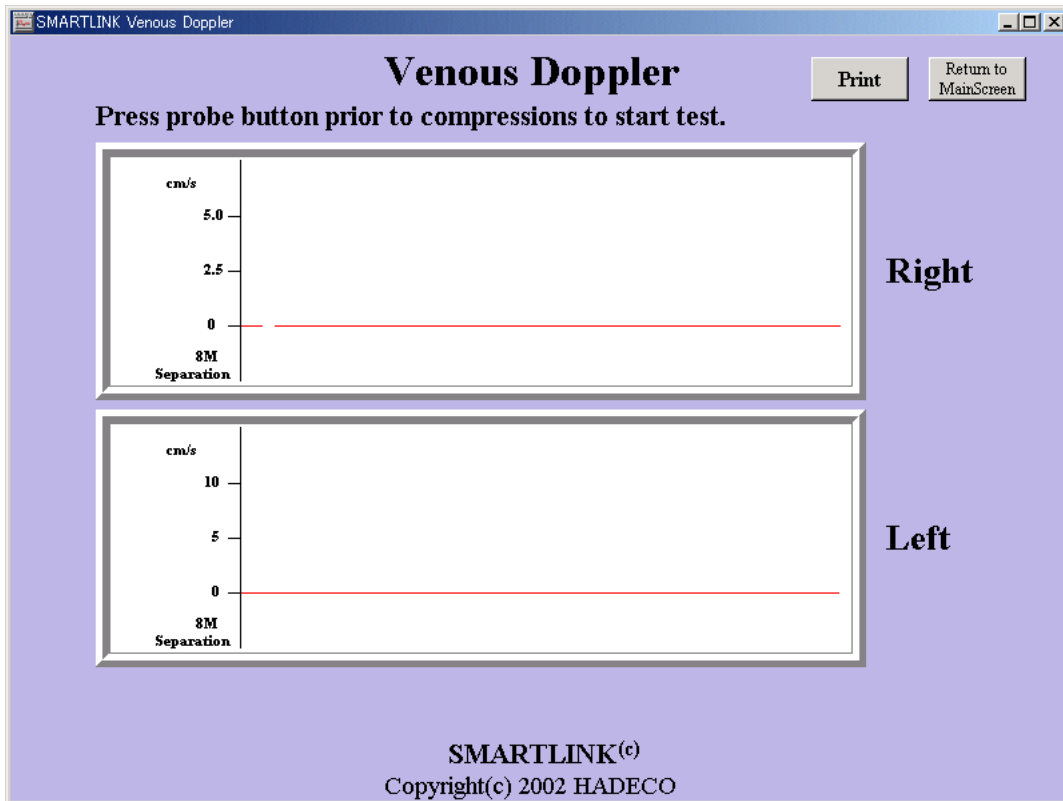 SMARTLINK Venous Doppler
Venous Doppler
Print
Return to
MainScreen
Press probe button prior to compressions to start test.
cm/s
5.0
2.5
0
8M
Separation
Right
cm/s
10
5
0
8M
Separation
Left
SMARTLINK(c)
Copyright(c) 2002 HADECO